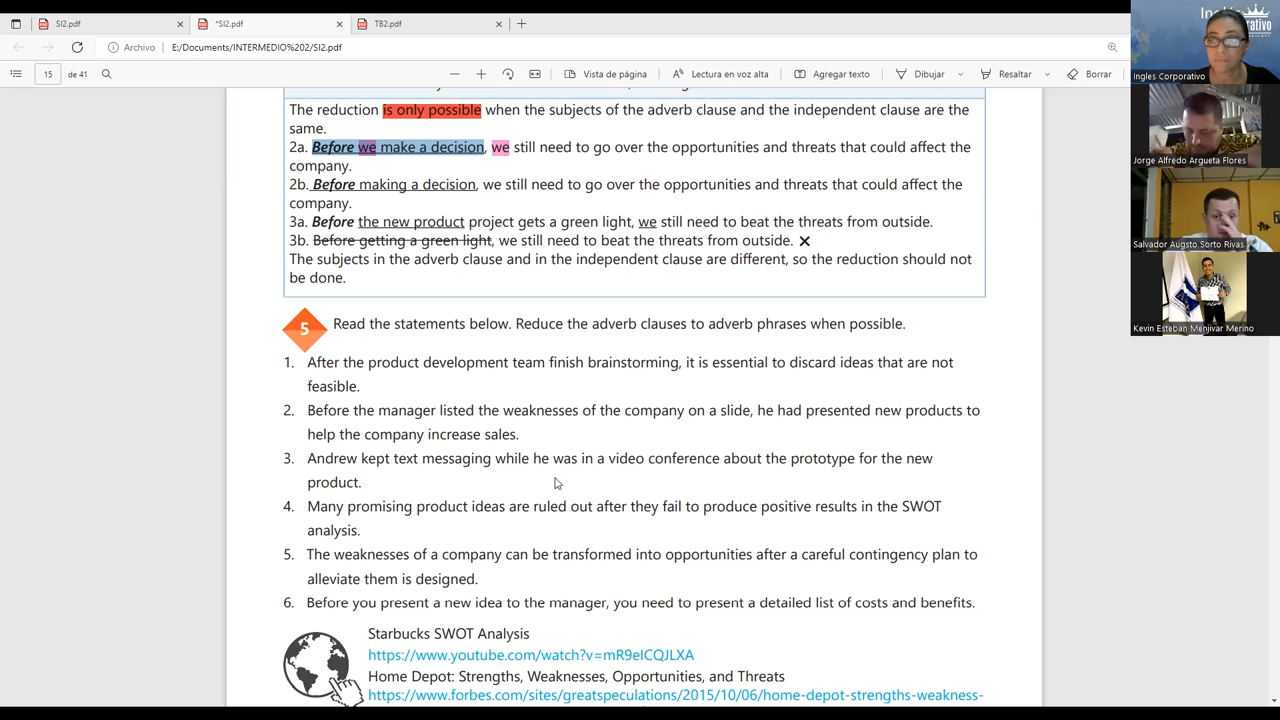 SI2.pdf
*SI2.pdf
TB2.pdf
Archivo E:/Documents/INTERMEDIO%202/SI2.pdf
15 de 41
Vista de página
Lectura en voz alta
Agregar texto
Dibujar
Resaltar
Borrar
The reduction is only possible when the subjects of the adverb clause and the independent clause are the
same.
2a. Before we make a decision, we still need to go over the opportunities and threats that could affect the
company.
2b. Before making a decision, we still need to go over the opportunities and threats that could affect the
company.
3a. Before the new product project gets a green light, we still need to beat the threats from outside.
3b. Before getting a green light, we still need to beat the threats from outside. ✕
The subjects in the adverb clause and in the independent clause are different, so the reduction should not
be done.
5 Read the statements below. Reduce the adverb clauses to adverb phrases when possible.
1. After the product development team finish brainstorming, it is essential to discard ideas that are not
feasible.
2. Before the manager listed the weaknesses of the company on a slide, he had presented new products to
help the company increase sales.
3. Andrew kept text messaging while he was in a video conference about the prototype for the new
product.
4. Many promising product ideas are ruled out after they fail to produce positive results in the SWOT
analysis.
5. The weaknesses of a company can be transformed into opportunities after a careful contingency plan to
alleviate them is designed.
6. Before you present a new idea to the manager, you need to present a detailed list of costs and benefits.
Starbucks SWOT Analysis
https://www.youtube.com/watch?v=mR9eICQJLXA
Home Depot: Strengths, Weaknesses, Opportunities, and Threats
https://www.forbes.com/sites/greatspeculations/2015/10/06/home-depot-strengths-weakness-
Ingles Corporativo
Jorge Alfredo Argueta Flores
Salvador Augsto Sorto Rivas
Kevin Esteban Menjivar Merino